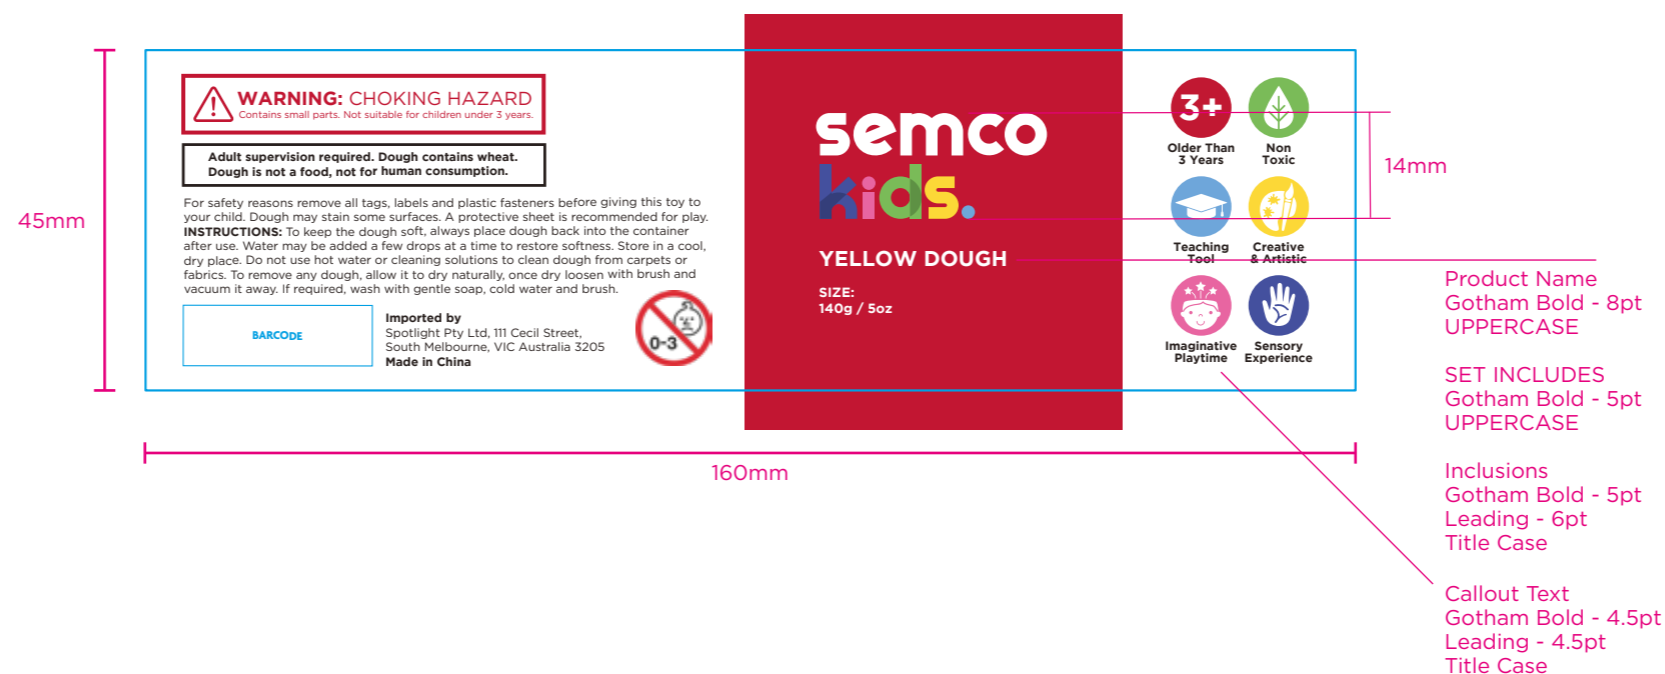 WARNING: CHOKING HAZARD
Contains small parts. Not suitable for children under 3 years.
Adult supervision required. Dough contains wheat.
Dough is not a food, not for human consumption.
For safety reasons remove all tags, labels and plastic fasteners before giving this toy to
your child. Dough may stain some surfaces. A protective sheet is recommended for play.
INSTRUCTIONS: To keep the dough soft, always place dough back into the container
after use. Water may be added a few drops at a time to restore softness. Store in a cool,
dry place. Do not use hot water or cleaning solutions to clean dough from carpets or
fabrics. To remove any dough, allow it to dry naturally, once dry loosen with brush and
vacuum it away. If required, wash with gentle soap, cold water and brush.
BARCODE
Imported by
Spotlight Pty Ltd, 111 Cecil Street,
South Melbourne, VIC Australia 3205
Made in China
0-3
semco
kids.
YELLOW DOUGH
SIZE:
140g / 5oz
3+
Older Than
3 Years
Non
Toxic
Teaching
Tool
Creative
& Artistic
Imaginative
Playtime
Sensory
Experience
45mm
160mm
14mm
Product Name
Gotham Bold - 8pt
UPPERCASE
SET INCLUDES
Gotham Bold - 5pt
UPPERCASE
Inclusions
Gotham Bold - 5pt
Leading - 6pt
Title Case
Callout Text
Gotham Bold - 4.5pt
Leading - 4.5pt
Title Case